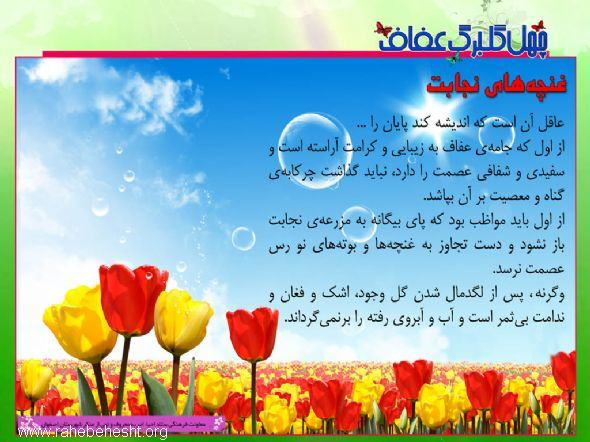 چهل گلبرگ عفاف
غنچه‌های نجابت
عاقل آن است که اندیشه کند پایان را ...
از اول که جامه‌ی عفاف به زیبایی و کرامت آراسته است و
سفیدی و شفافی عصمت را دارد، نباید گذاشت چرکابه‌ی
گناه و معصیت بر آن بپاشد.
از اول باید مواظب بود که پای بیگانه به مزرعه‌ی نجابت
باز نشود و دست تجاوز به غنچه‌ها و بوته‌های نو رس
عصمت نرسد.
وگرنه، پس از لگدمال شدن گل وجود، اشک و فغان و
ندامت بی‌ثمر است و آب و آبروی رفته را برنمی‌گرداند.
www.rahebehesht.org